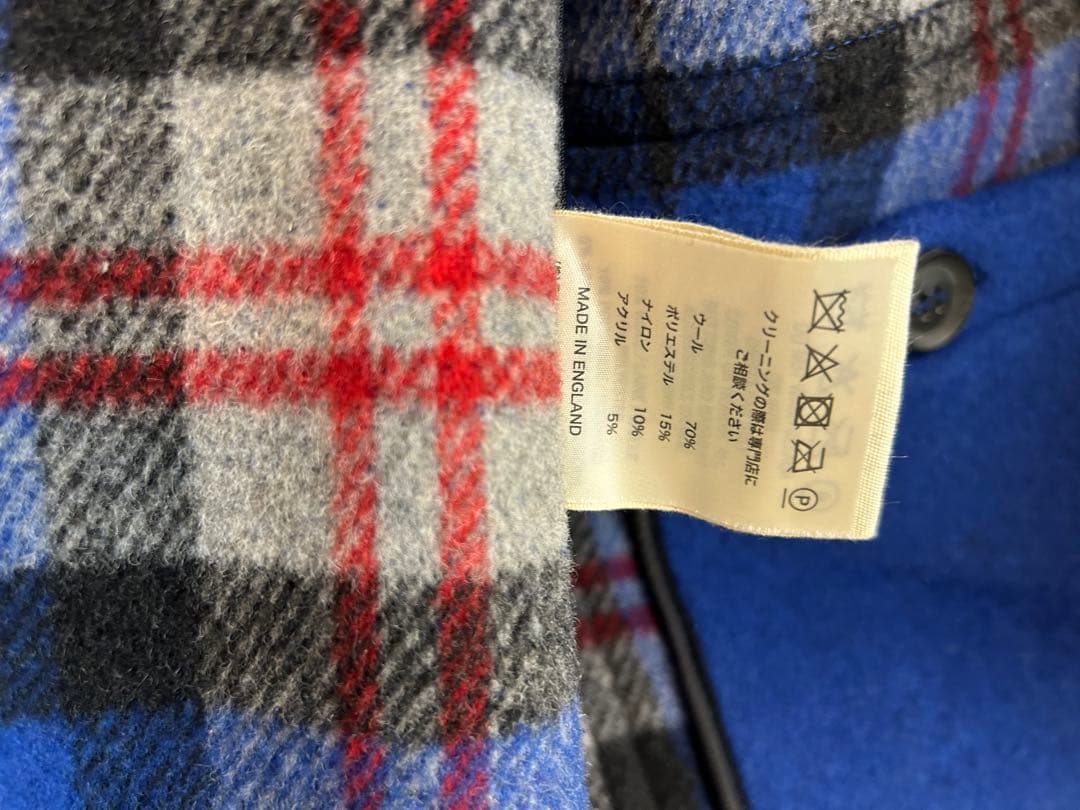 Ⓟ
クリーニングの際は専門店に
ご相談ください
ウール 70%
ポリエステル 15%
ナイロン 10%
アクリル 5%
MADE IN ENGLAND